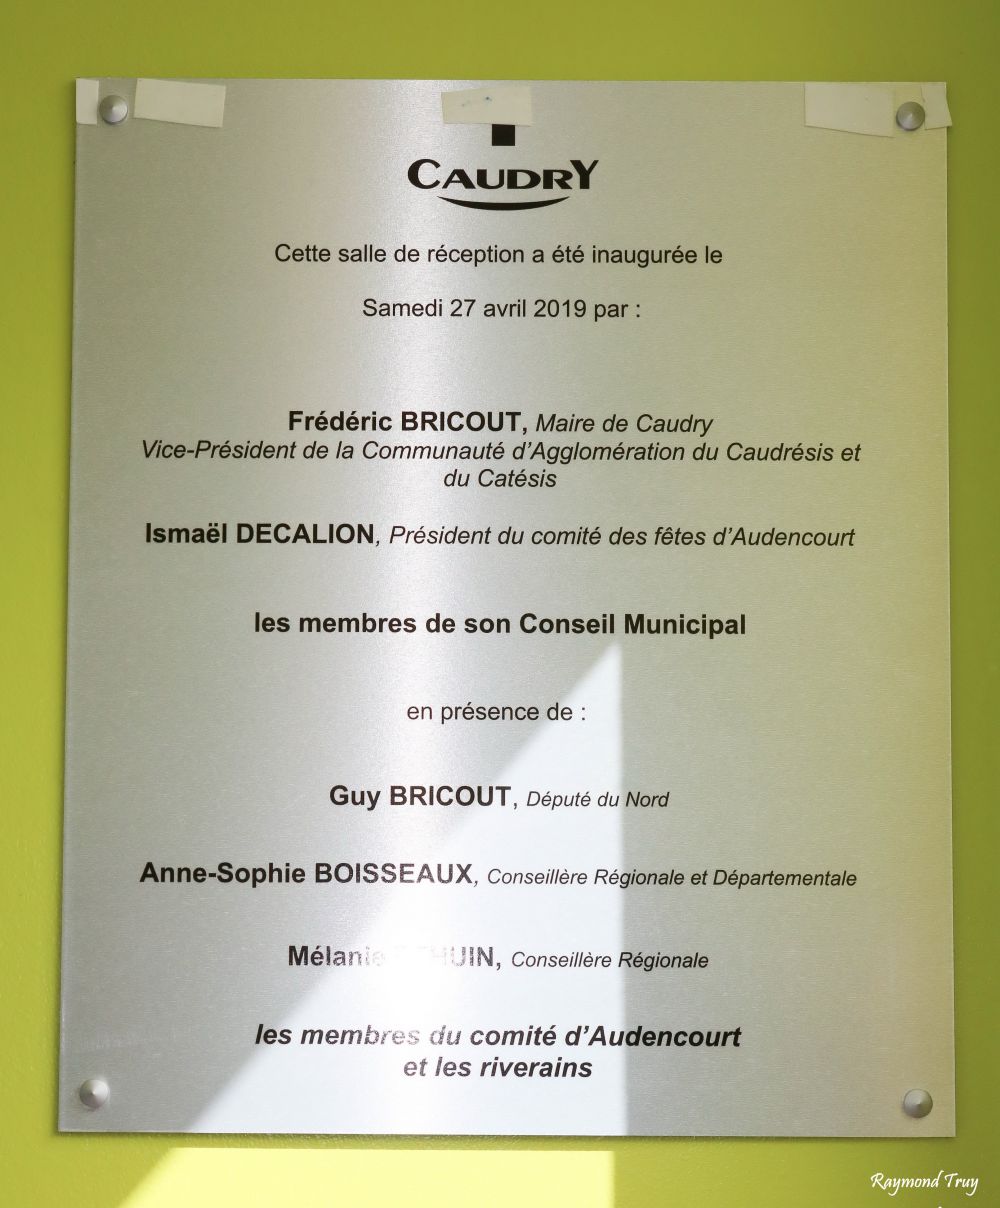 CAUDRY
Cette salle de réception a été inaugurée le
Samedi 27 avril 2019 par :
Frédéric BRICOUT, Maire de Caudry
Vice-Président de la Communauté d'Agglomération du Caudrésis et
du Catésis
Ismaël DECALION, Président du comité des fêtes d'Audencourt
les membres de son Conseil Municipal
en présence de :
Guy BRICOUT, Député du Nord
Anne-Sophie BOISSEAUX, Conseillère Régionale et Départementale
Mélanie Conseillère Régionale
les membres du comité d'Audencourt
et les riverains
Raymond Truy